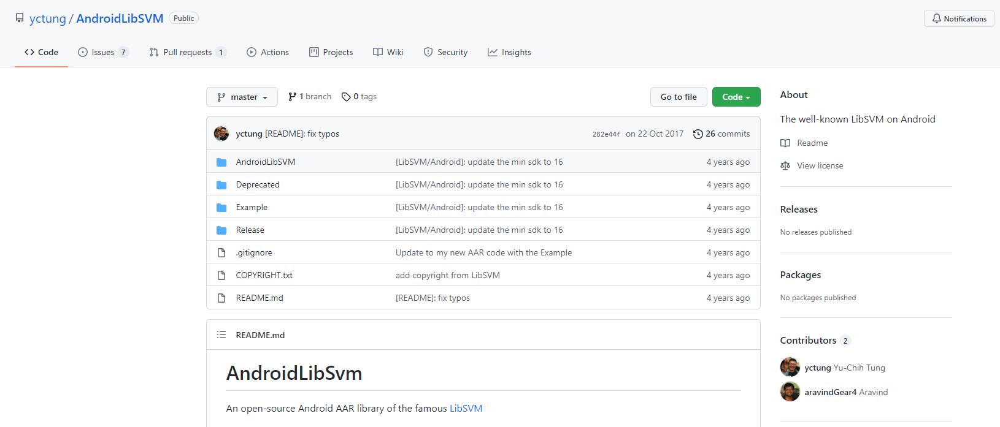 yctung / AndroidLibSVM Public Notifications
Code Issues 7 Pull requests 1 Actions Projects Wiki Security Insights
master 1 branch 0 tags Go to file Code
yctung [README]: fix typos 282e44f on 22 Oct 2017 26 commits
AndroidLibSVM [LibSVM/Android]: update the min sdk to 16 4 years ago
Deprecated [LibSVM/Android]: update the min sdk to 16 4 years ago
Example [LibSVM/Android]: update the min sdk to 16 4 years ago
Release [LibSVM/Android]: update the min sdk to 16 4 years ago
.gitignore Update to my new AAR code with the Example 4 years ago
COPYRIGHT.txt add copyright from LibSVM 4 years ago
README.md [README]: fix typos 4 years ago
README.md
AndroidLibSvm
An open-source Android AAR library of the famous LibSVM
About
The well-known LibSVM on Android
Readme
View license
Releases
No releases published
Packages
No packages published
Contributors 2
yctung Yu-Chih Tung
aravindGear4 Aravind